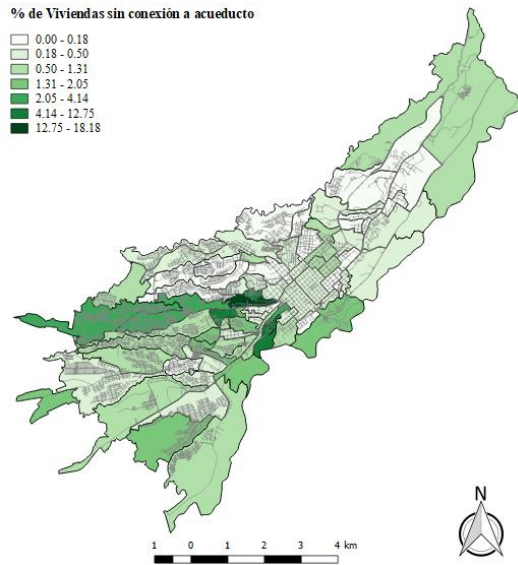 % de Viviendas sin conexión a acueducto
0.00 - 0.18
0.18 - 0.50
0.50 - 1.31
1.31 - 2.05
2.05 - 4.14
4.14 - 12.75
12.75 - 18.18
N
1 0 1 2 3 4 km